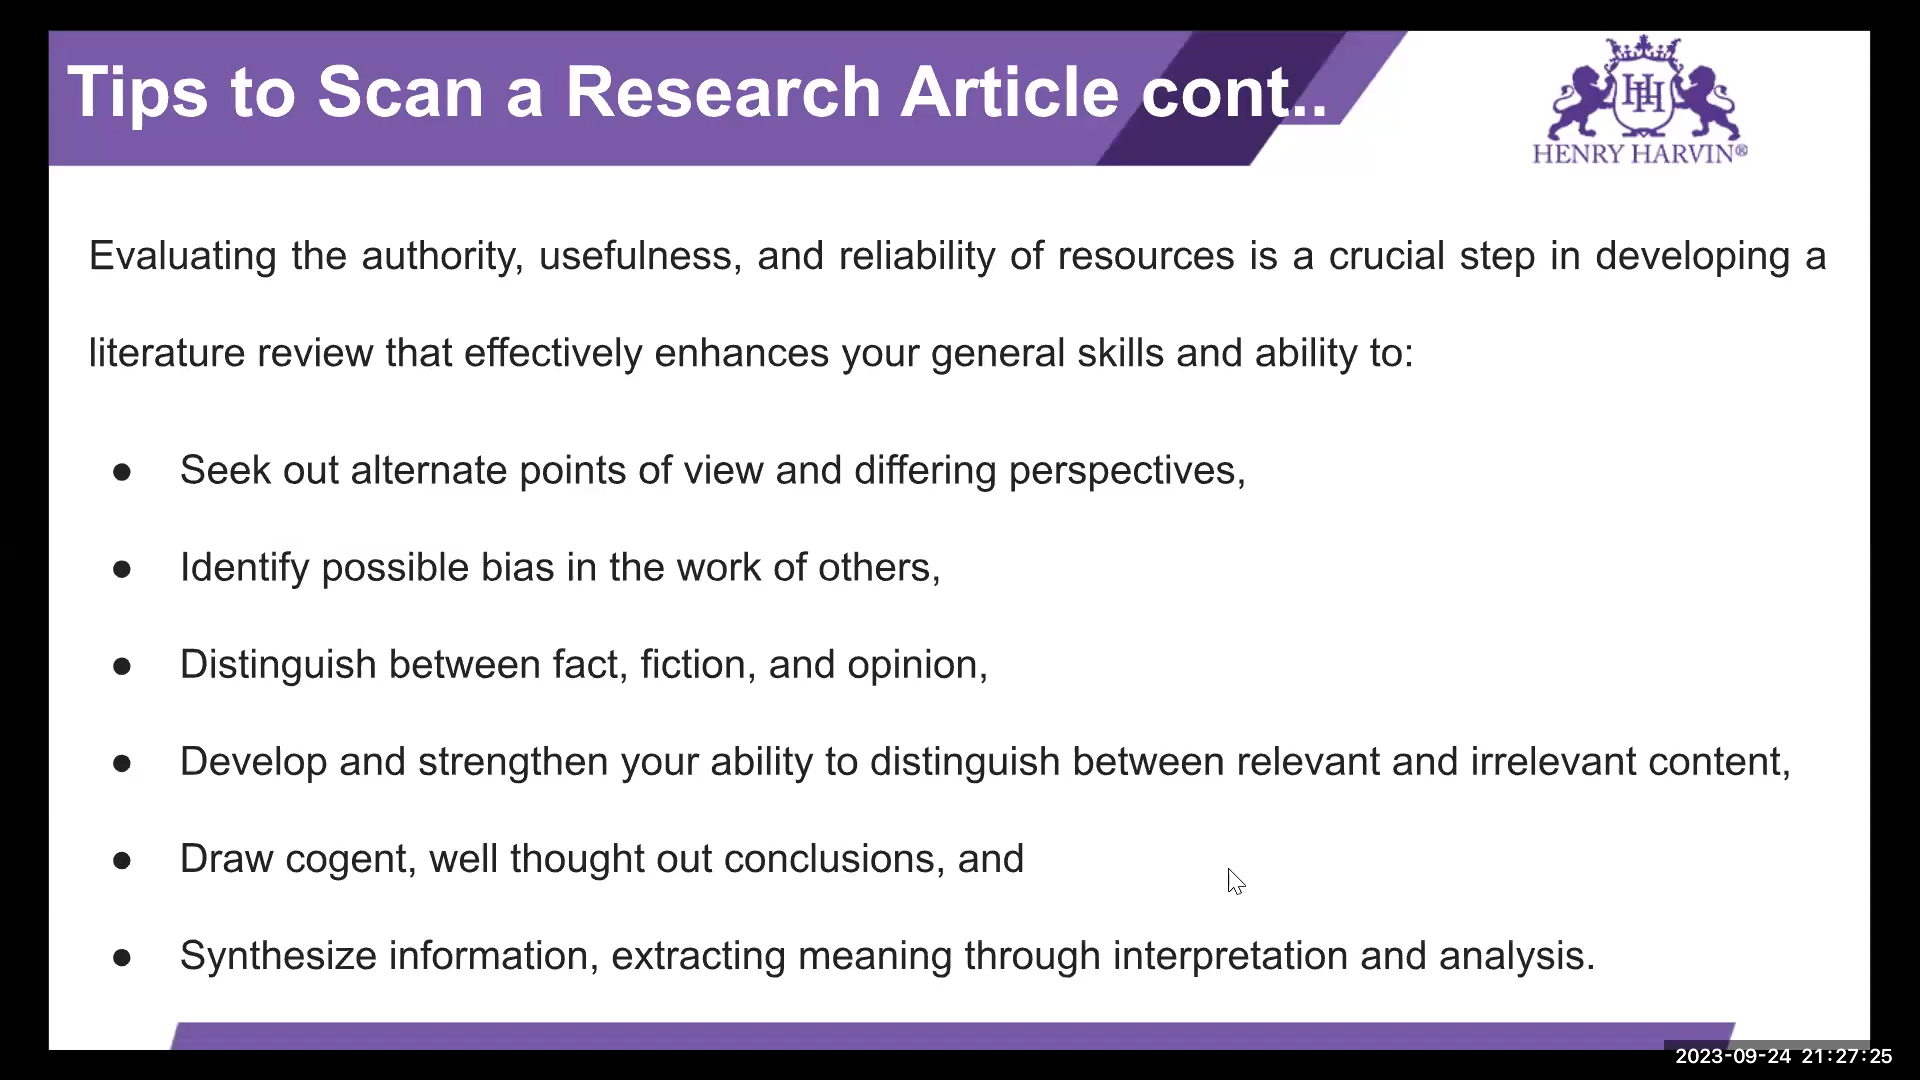 Tips to Scan a Research Article cont..
HH
HENRY HARVIN®
Evaluating the authority, usefulness, and reliability of resources is a crucial step in developing a
literature review that effectively enhances your general skills and ability to:
● Seek out alternate points of view and differing perspectives,
● Identify possible bias in the work of others,
● Distinguish between fact, fiction, and opinion,
● Develop and strengthen your ability to distinguish between relevant and irrelevant content,
● Draw cogent, well thought out conclusions, and
● Synthesize information, extracting meaning through interpretation and analysis.
2023-09-24 21:27:25